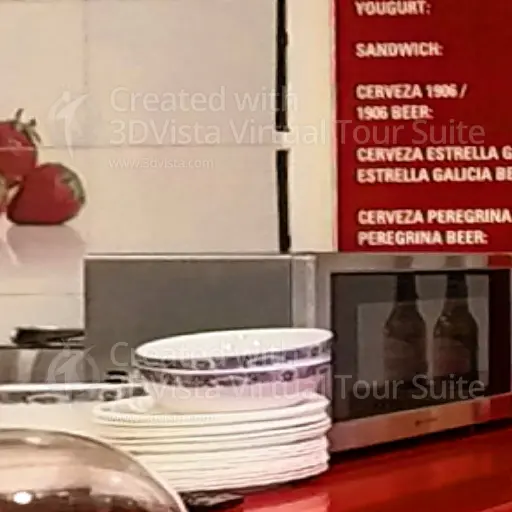 YOUGURT:
SANDWICH:
CERVEZA 1906 /
1906 BEER:
CERVEZA ESTRELLA G
ESTRELLA GALICIA BE
CERVEZA PEREGRINA
PEREGRINA BEER:
Created with
3DVista Virtual Tour Suite
www.3dvista.com
Created with
3DVista Virtual Tour Suite